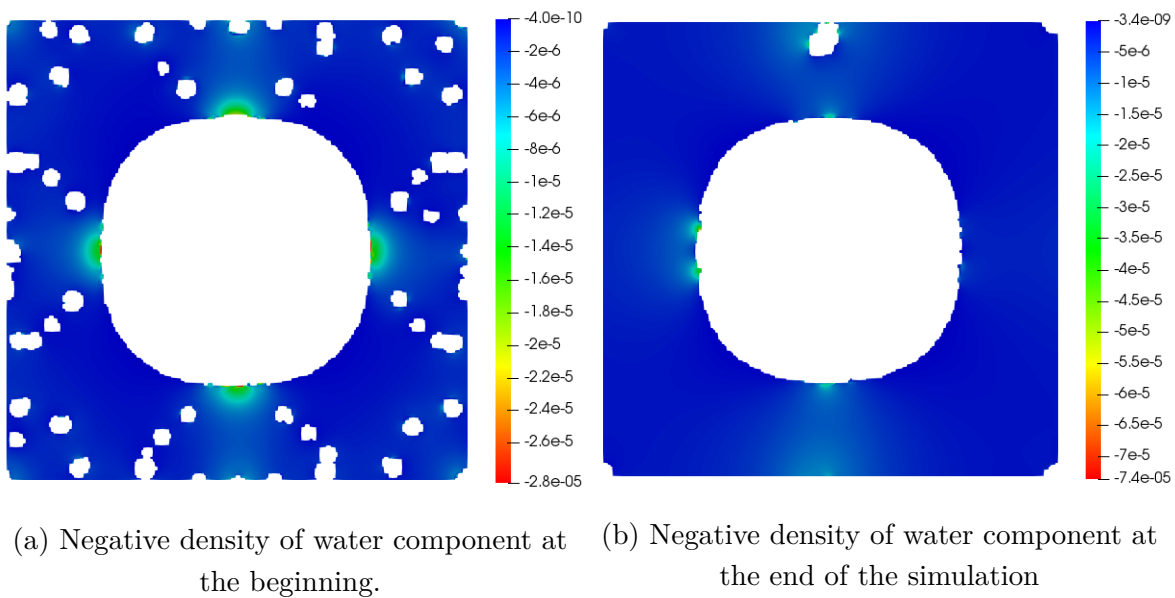 -4.0e-10
-2e-6
-4e-6
-6e-6
-8e-6
-1e-5
-1.2e-5
-1.4e-5
-1.6e-5
-1.8e-5
-2e-5
-2.2e-5
-2.4e-5
-2.6e-5
-2.8e-05
-3.4e-09
-5e-6
-1e-5
-1.5e-5
-2e-5
-2.5e-5
-3e-5
-3.5e-5
-4e-5
-4.5e-5
-5e-5
-5.5e-5
-6e-5
-6.5e-5
-7e-5
-7.4e-05
(a) Negative density of water component at
the beginning.
(b) Negative density of water component at
the end of the simulation